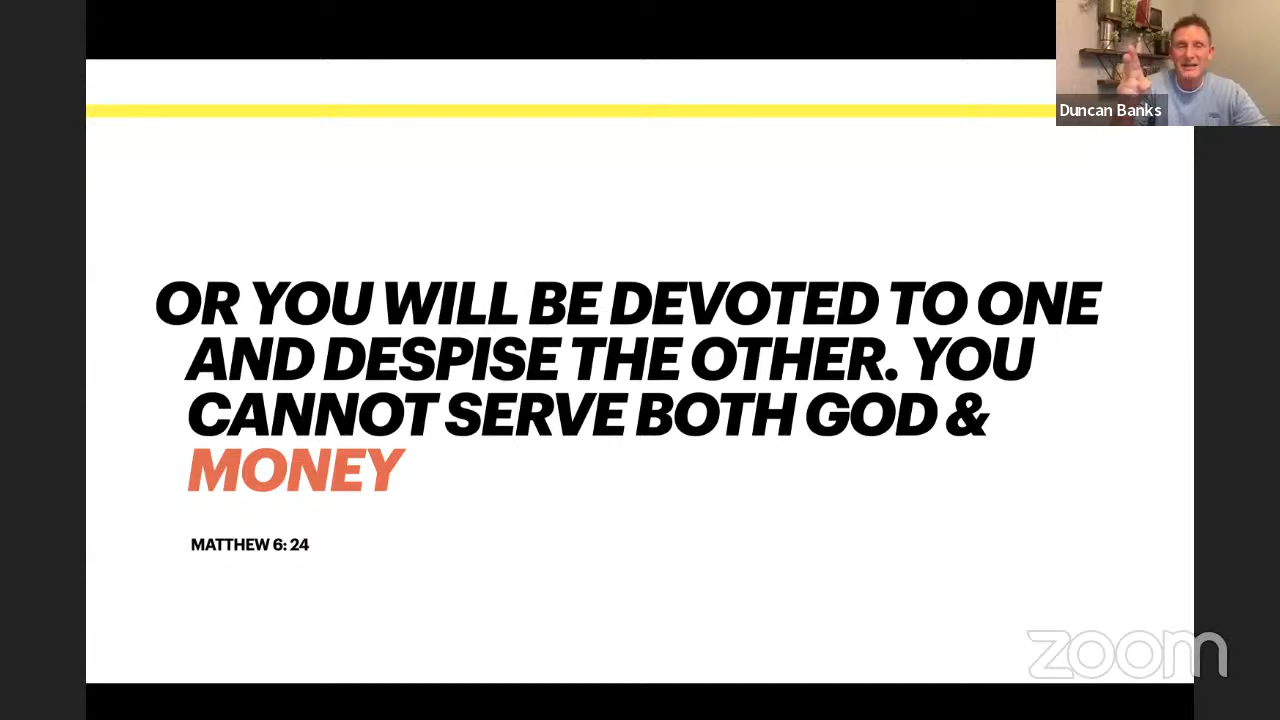 Duncan Banks
OR YOU WILL BE DEVOTED TO ONE
AND DESPISE THE OTHER. YOU
CANNOT SERVE BOTH GOD &
MONEY
MATTHEW 6: 24
zoom